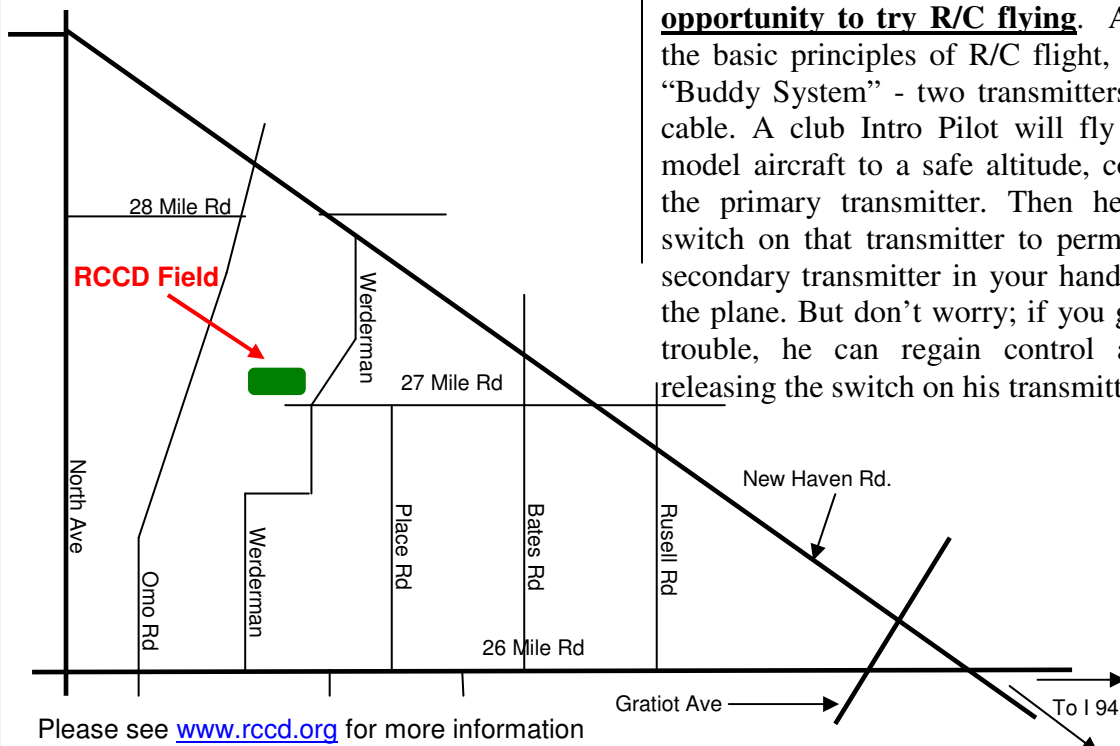 opportunity to try R/C flying. A
the basic principles of R/C flight,
“Buddy System” - two transmitters
cable. A club Intro Pilot will fly
model aircraft to a safe altitude, co
the primary transmitter. Then he
switch on that transmitter to perm
secondary transmitter in your hand
the plane. But don’t worry; if you g
trouble, he can regain control a
releasing the switch on his transmitt
28 Mile Rd
RCCD Field
Werderman
27 Mile Rd
North Ave
New Haven Rd.
Omo Rd
Werderman
Place Rd
Bates Rd
Rusell Rd
26 Mile Rd
Gratiot Ave
To I 94
Please see www.rccd.org for more information